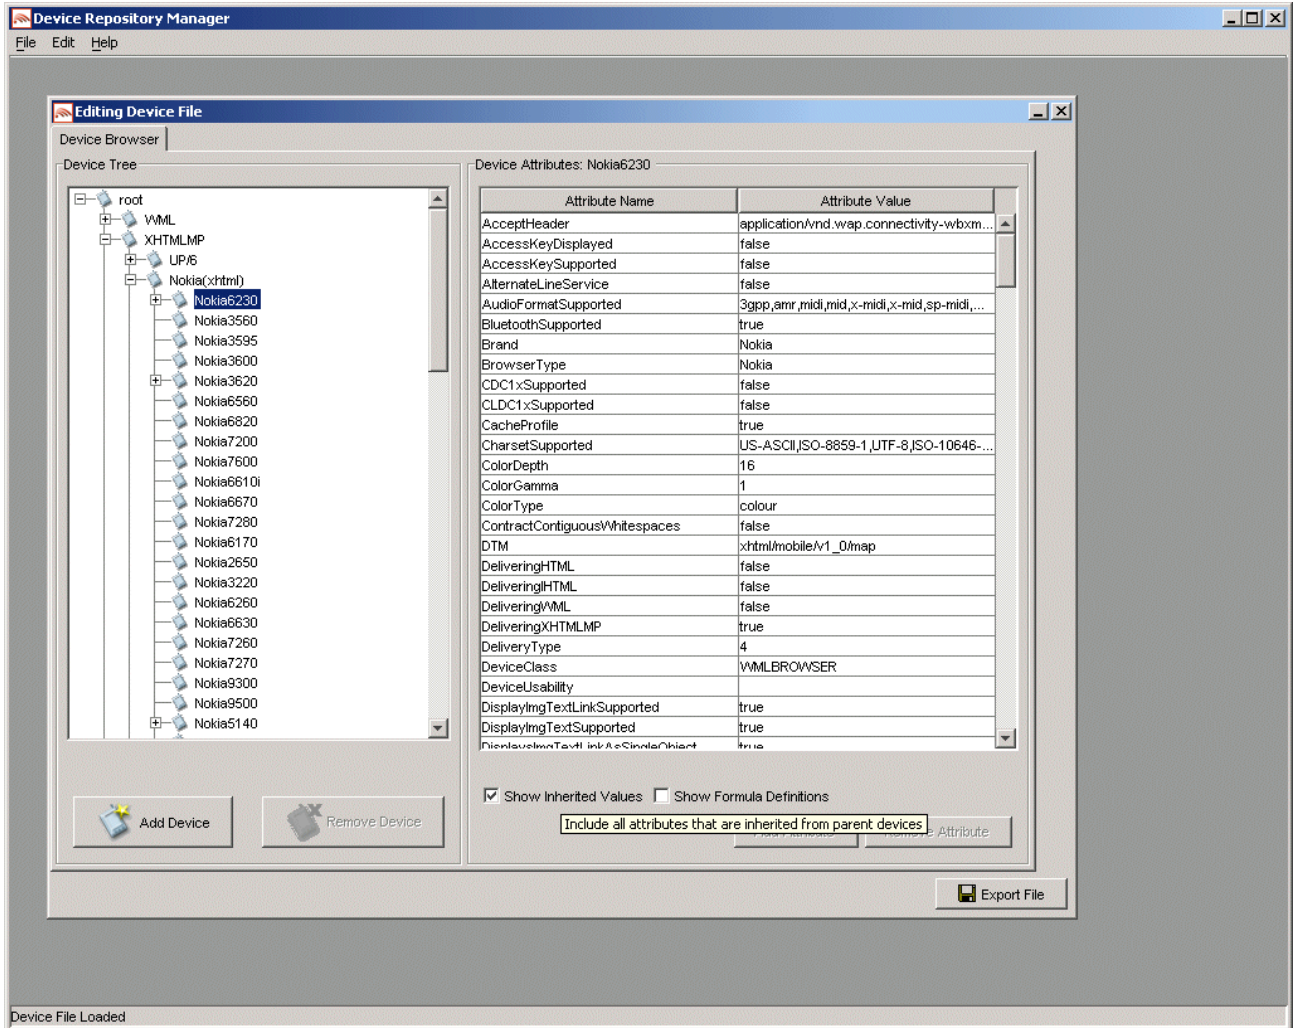 Device Repository Manager
File Edit Help
Editing Device File
Device Browser
Device Tree
root
WML
XHTMLMP
UP/6
Nokia(xhtml)
Nokia6230
Nokia3560
Nokia3595
Nokia3600
Nokia3620
Nokia6560
Nokia6820
Nokia7200
Nokia7600
Nokia6610i
Nokia6670
Nokia7280
Nokia6170
Nokia2650
Nokia3220
Nokia6260
Nokia6630
Nokia7260
Nokia7270
Nokia9300
Nokia9500
Nokia5140
Add Device Remove Device
Device Attributes: Nokia6230
Attribute Name Attribute Value
AcceptHeader application/vnd.wap.connectivity-wbxm...
AccessKeyDisplayed false
AccessKeySupported false
AlternateLineService false
AudioFormatSupported 3gpp,amr,midi,mid,x-midi,x-mid,sp-midi,...
BluetoothSupported true
Brand Nokia
BrowserType Nokia
CDC1xSupported false
CLDC1xSupported false
CacheProfile true
CharsetSupported US-ASCII,ISO-8859-1,UTF-8,ISO-10646-...
ColorDepth 16
ColorGamma 1
ColorType colour
ContractContiguousWhitespaces false
DTM xhtml/mobile/v1_0/map
DeliveringHTML false
DeliveringIHTML false
DeliveringWML false
DeliveringXHTMLMP true
DeliveryType 4
DeviceClass WMLBROWSER
DeviceUsability
DisplayImgTextLinkSupported true
DisplayImgTextSupported true
DisplaysImgTextLinkAsSingleObject true
Show Inherited Values Show Formula Definitions
Include all attributes that are inherited from parent devices
Attribute
Export File
Device File Loaded